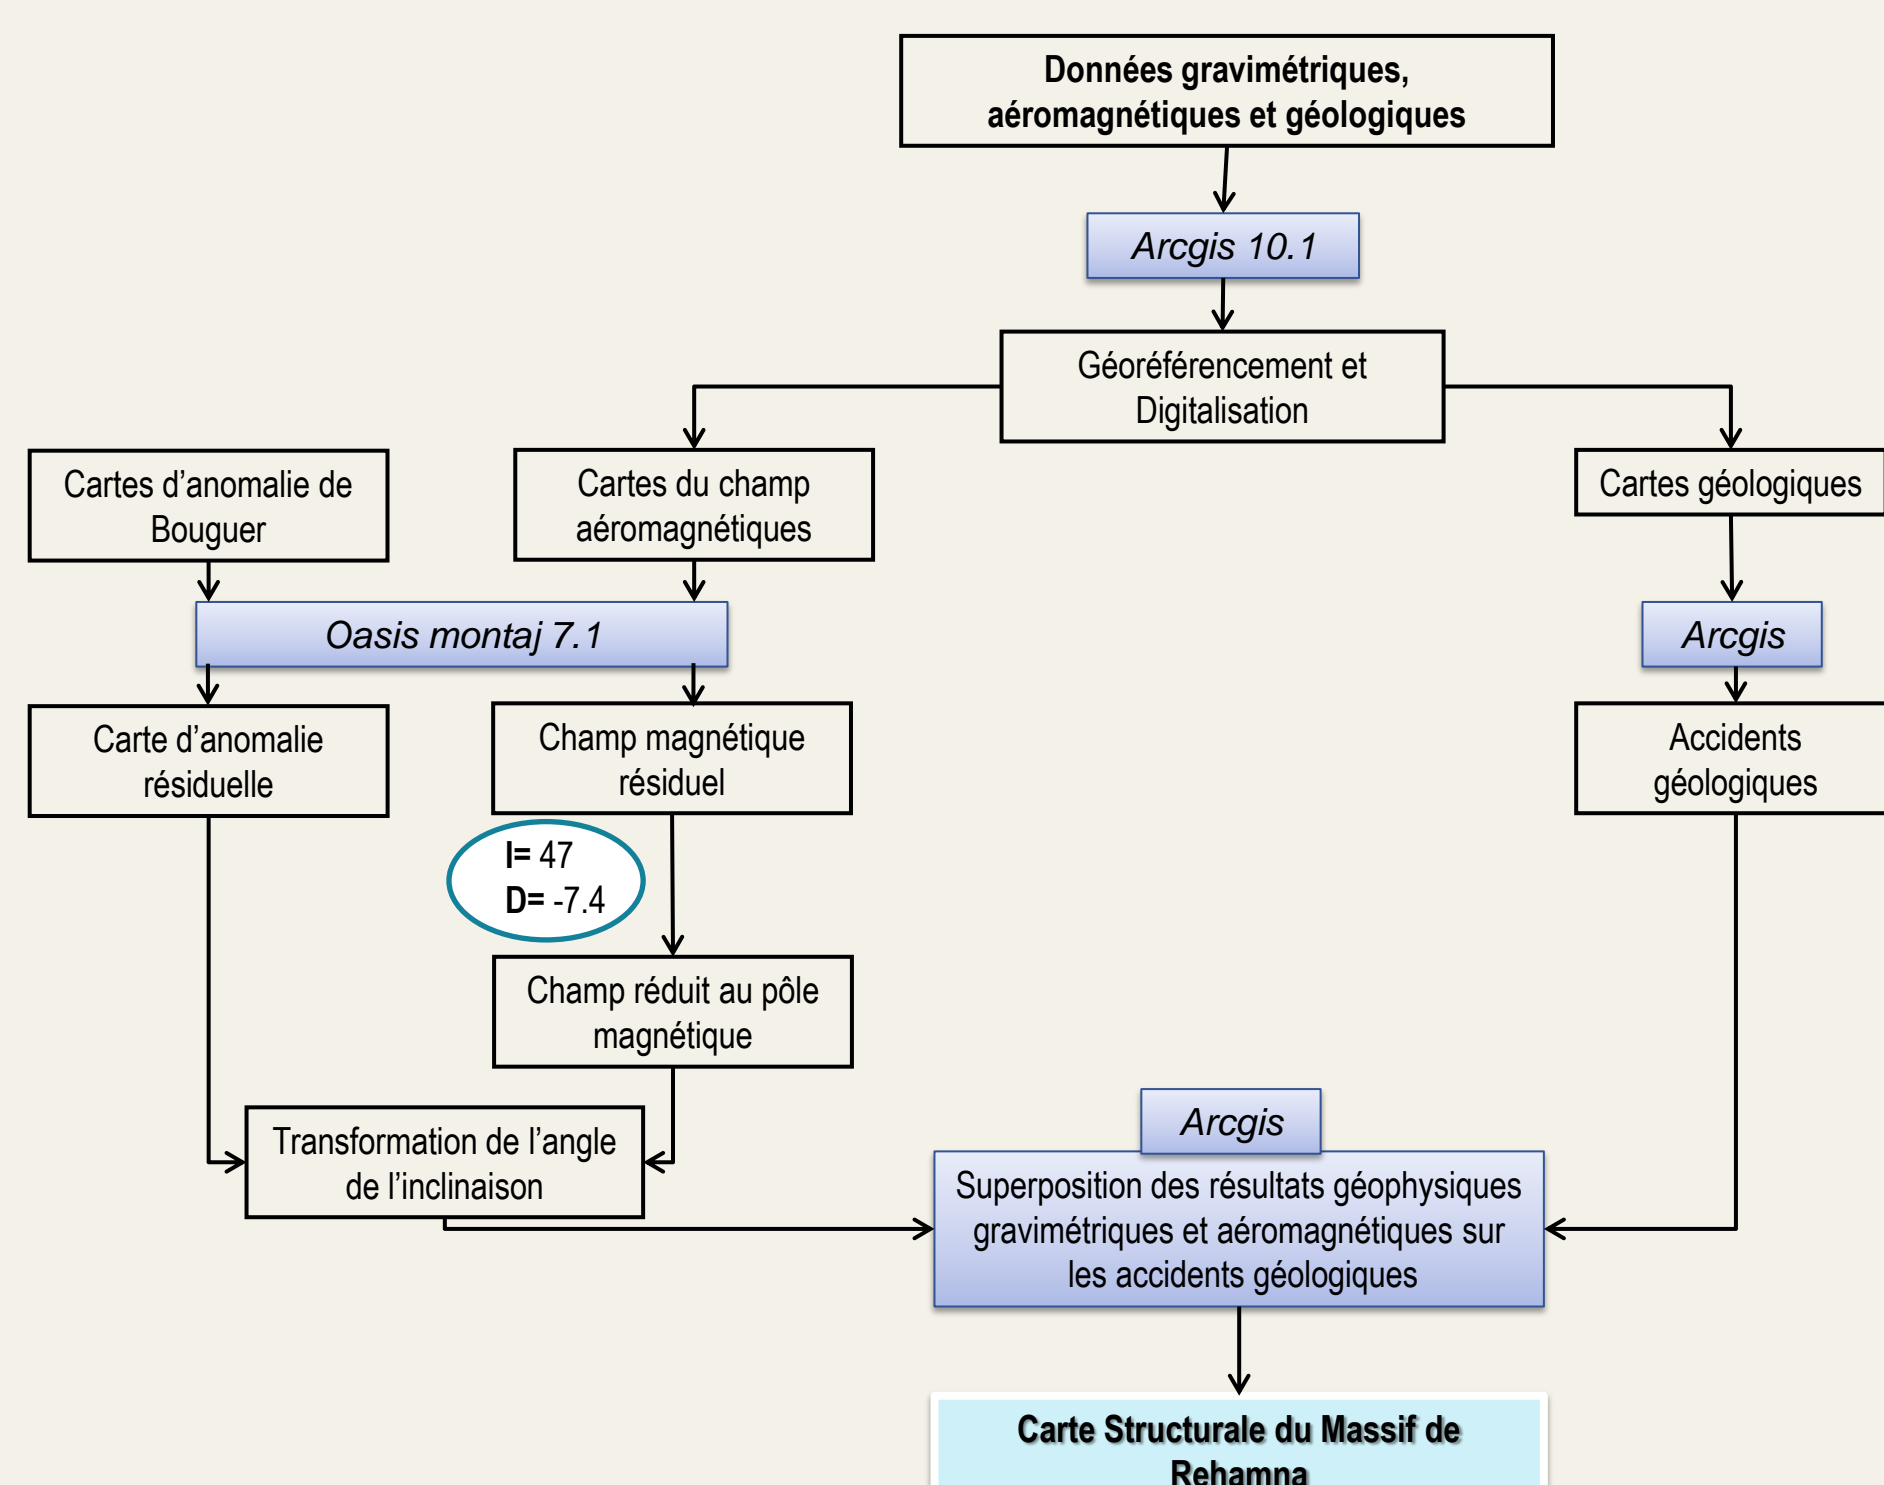 Données gravimétriques,
aéromagnétiques et géologiques
Arcgis 10.1
Géoréférencement et
Digitalisation
Cartes d’anomalie de
Bouguer
Cartes du champ
aéromagnétiques
Cartes géologiques
Oasis montaj 7.1
Arcgis
Carte d’anomalie
résiduelle
Champ magnétique
résiduel
Accidents
géologiques
I= 47
D= -7.4
Champ réduit au pôle
magnétique
Transformation de l’angle
de l’inclinaison
Arcgis
Superposition des résultats géophysiques
gravimétriques et aéromagnétiques sur
les accidents géologiques
Carte Structurale du Massif de
Rehamna